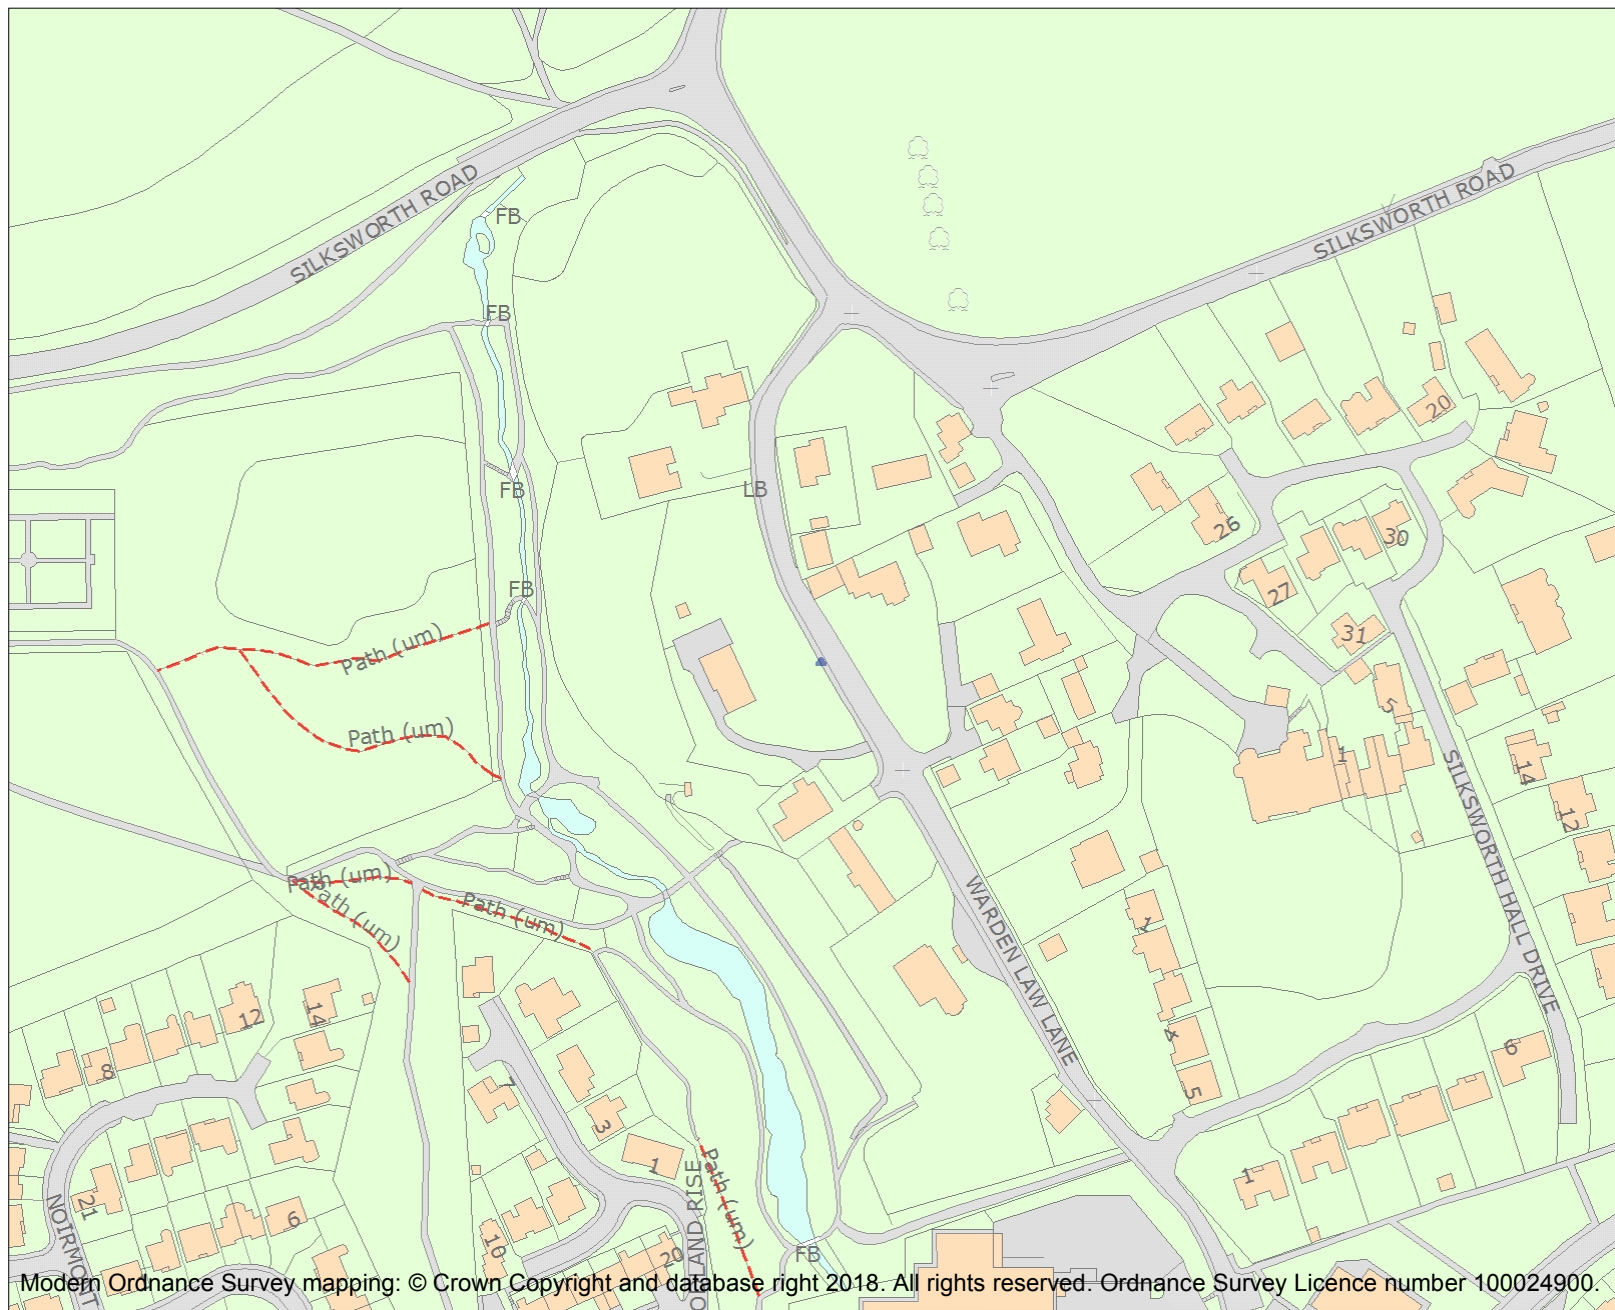 SILKSWORTH ROAD
SILKSWORTH ROAD
FB
FB
20
LB
FB
26
30
FB
27
31
Path (um)
5
Path (um)
1
14
SILKSWORTH HALL DRIVE
12
Path (um)
Path (um)
Path (um)
WARDEN LAW LANE
1
12
14
4
6
8
7
5
3
1
Path (um)
1
21
NOIRMONT
6
10
20
FB
Modern Ordnance Survey mapping: © Crown Copyright and database right 2018. All rights reserved. Ordnance Survey Licence number 100024900.